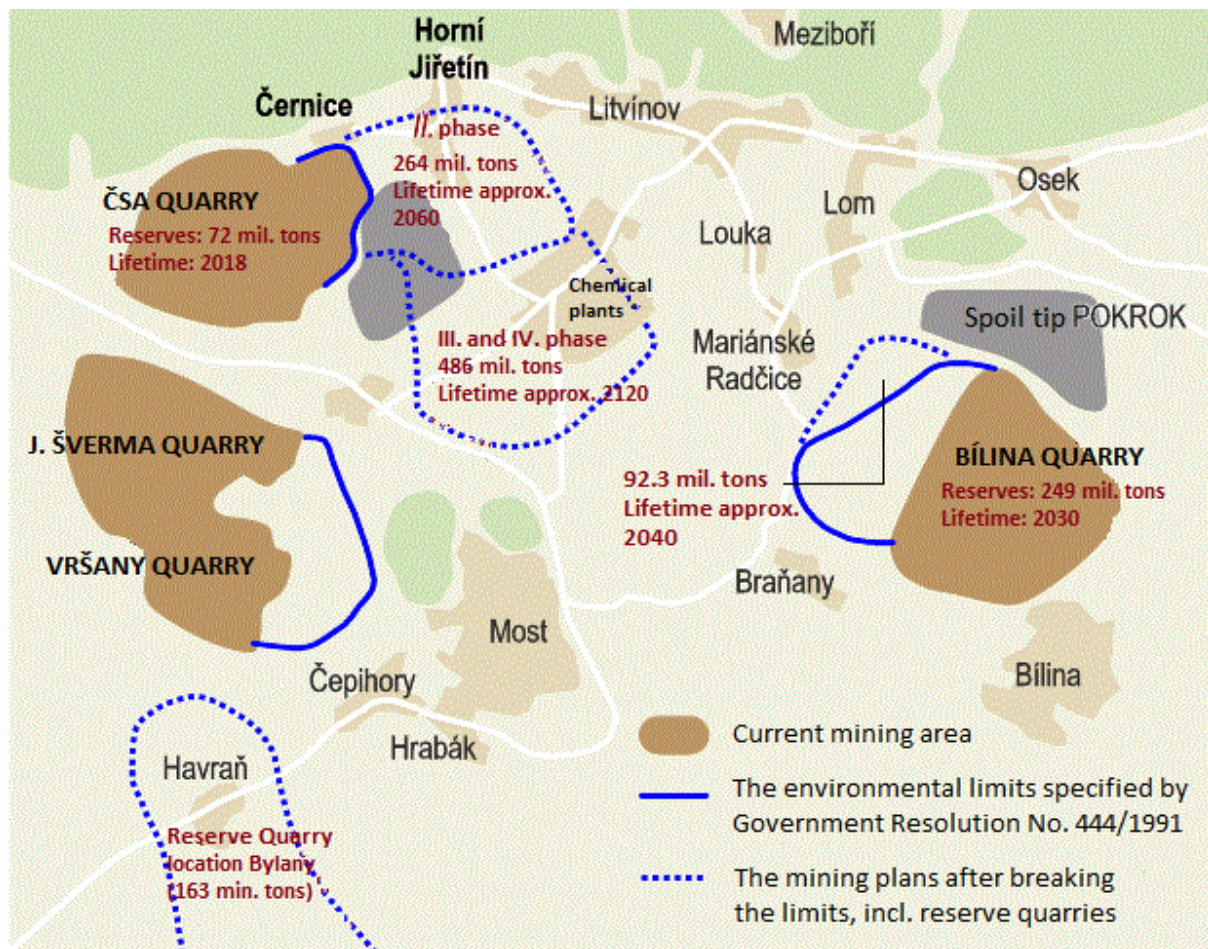 Horní
Jiřetín
Meziboří
Černice
Litvínov
II. phase
264 mil. tons
Lifetime approx.
2060
ČSA QUARRY
Reserves: 72 mil. tons
Lifetime: 2018
Osek
Lom
Louka
Chemical
plants
Spoil tip POKROK
III. and IV. phase
486 mil. tons
Lifetime approx. 2120
Mariánské
Radčice
J. ŠVERMA QUARRY
BÍLINA QUARRY
Reserves: 249 mil. tons
Lifetime: 2030
92.3 mil. tons
Lifetime approx.
2040
VRŠANY QUARRY
Braňany
Most
Bílina
Čepihory
Hrabák
Havraň
Reserve Quarry
location Bylany
(163 min. tons)
Current mining area
The environmental limits specified by
Government Resolution No. 444/1991
The mining plans after breaking
the limits, incl. reserve quarries